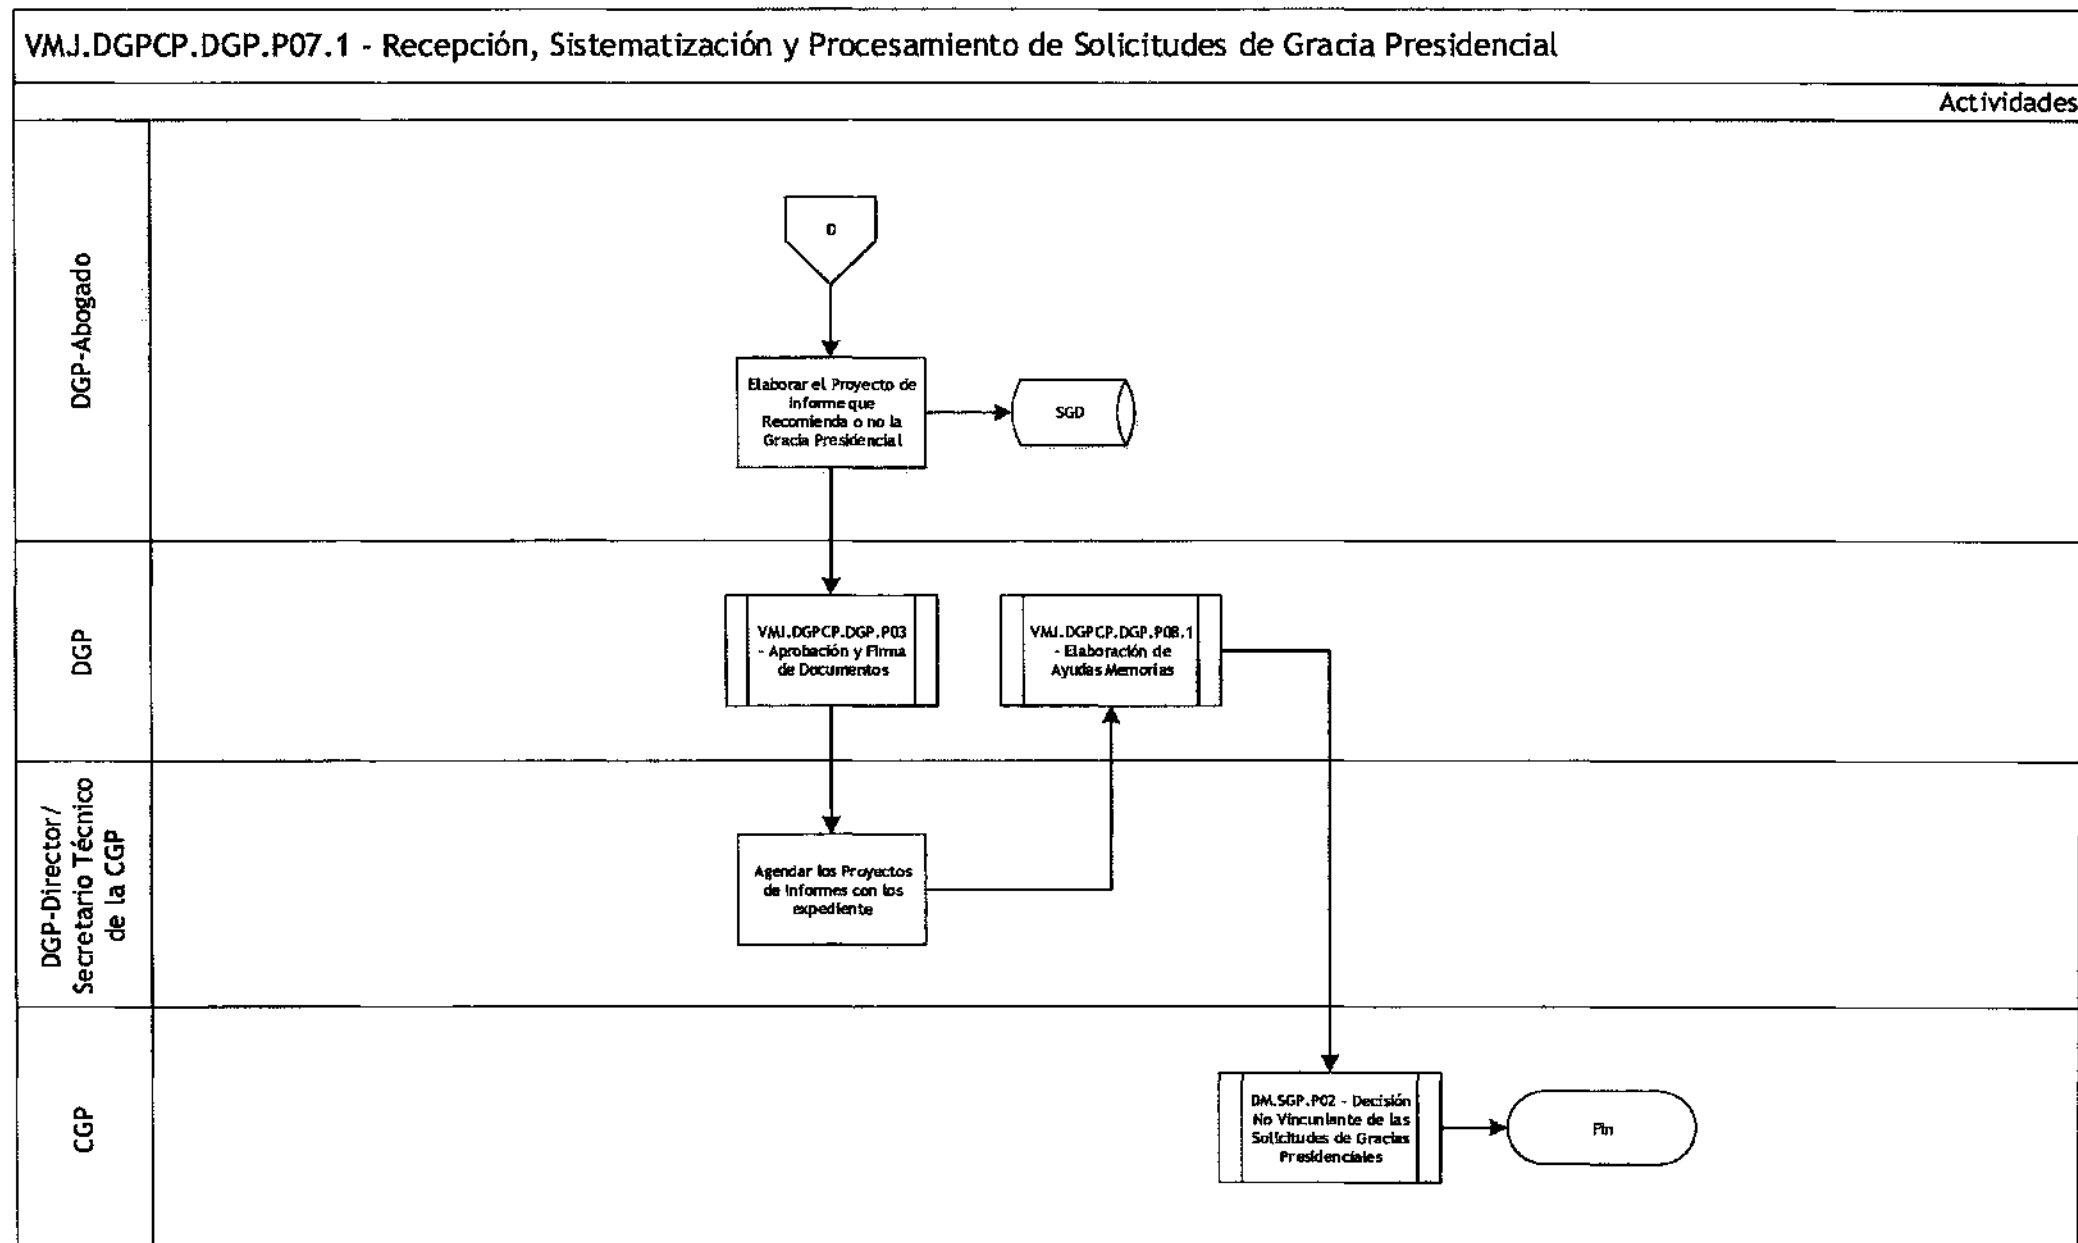 VMJ.DGPCP.DGP.P07.1 - Recepción, Sistematización y Procesamiento de Solicitudes de Gracia Presidencial
Actividades
DGP-Abogado
D
Elaborar el Proyecto de
Informe que
Recomienda o no la
Gracia Presidencial
SGD
DGP
VMJ.DGPCP.DGP.P03
- Aprobación y Firma
de Documentos
VMJ.DGPCP.DGP.P08.1
- Elaboración de
Ayudas Memorias
DGP-Director/
Secretario Técnico
de la CGP
Agendar los Proyectos
de Informes con los
expediente
CGP
DM.SGP.P02 - Decisión
No Vincunlante de las
Solicitudes de Gracias
Presidenciales
Fin